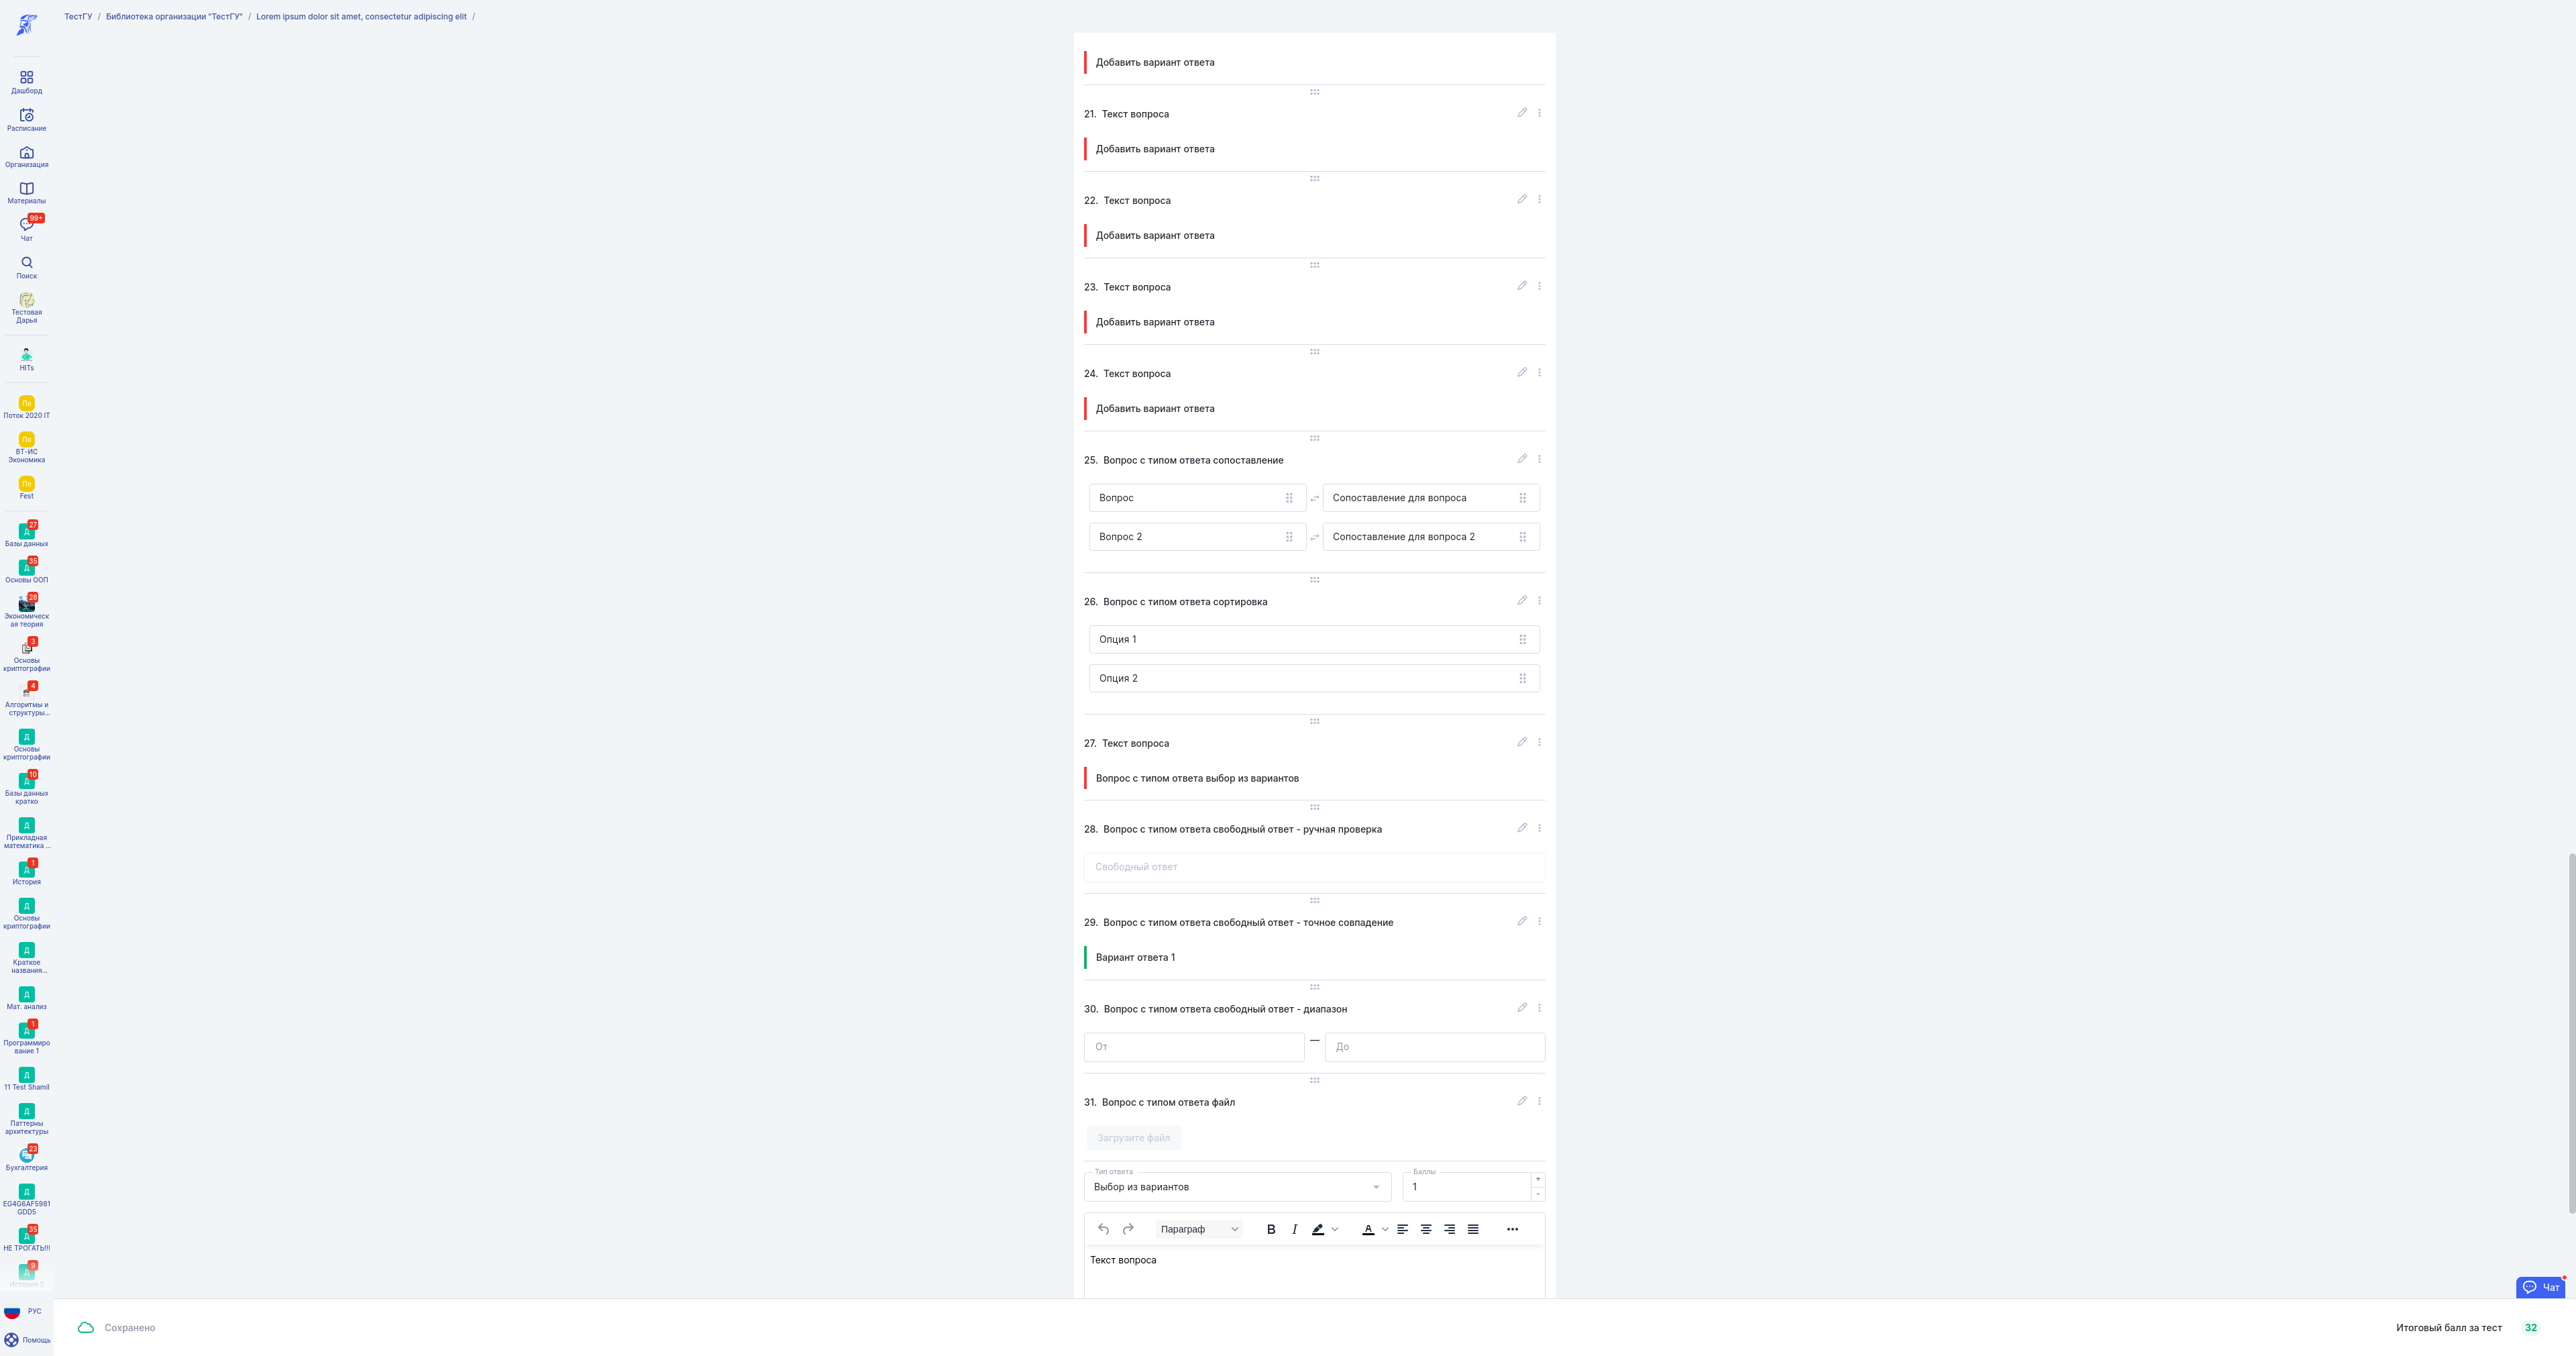 ТестГУ / Библиотека организации "ТестГУ" / Lorem ipsum dolor sit amet, consectetur adipiscing elit /
Дашборд
Расписание
Организация
Материалы
99+
Чат
Поиск
Тестовая
Дарья
HITs
По
Поток 2020 IT
По
ВТ-ИС
Экономика
По
Fest
27
Д
Базы данных
35
Д
Основы ООП
28
Экономическ
ая теория
3
Основы
криптографии
4
Алгоритмы и
структуры...
Д
Основы
криптографии
10
Д
Базы данных
кратко
Д
Прикладная
математика ...
1
Д
История
Д
Основы
криптографии
Д
Краткое
названия...
Д
Мат. анализ
1
Д
Программиро
вание 1
Д
11 Test Shamil
Д
Паттерны
архитектуры
23
Бухгалтерия
Д
EG4G6AF5981
GDD5
35
Д
НЕ ТРОГАТЬ!!!
9
Д
История 2
РУС
Помощь
Добавить вариант ответа
21. Текст вопроса
Добавить вариант ответа
22. Текст вопроса
Добавить вариант ответа
23. Текст вопроса
Добавить вариант ответа
24. Текст вопроса
Добавить вариант ответа
25. Вопрос с типом ответа сопоставление
Вопрос Сопоставление для вопроса
Вопрос 2 Сопоставление для вопроса 2
26. Вопрос с типом ответа сортировка
Опция 1
Опция 2
27. Текст вопроса
Вопрос с типом ответа выбор из вариантов
28. Вопрос с типом ответа свободный ответ - ручная проверка
Свободный ответ
29. Вопрос с типом ответа свободный ответ - точное совпадение
Вариант ответа 1
30. Вопрос с типом ответа свободный ответ - диапазон
От — До
31. Вопрос с типом ответа файл
Загрузите файл
Тип ответа Баллы
Выбор из вариантов 1 + -
Параграф B I A
Текст вопроса
Чат
Сохранено Итоговый балл за тест 32